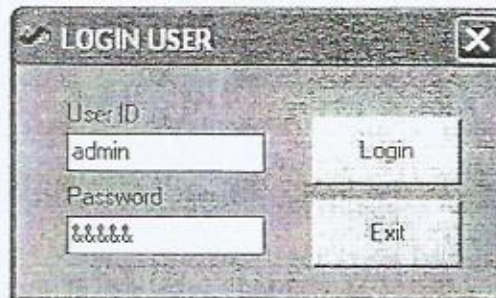 LOGIN USER
User ID
admin
Login
Password
&&&&&
Exit